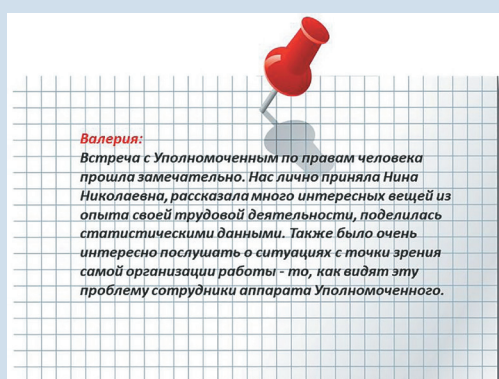 Валерия:
Встреча с Уполномоченным по правам человека
прошла замечательно. Нас лично приняла Нина
Николаевна, рассказала много интересных вещей из
опыта своей трудовой деятельности, поделилась
статистическими данными. Также было очень
интересно послушать о ситуациях с точки зрения
самой организации работы - то, как видят эту
проблему сотрудники аппарата Уполномоченного.